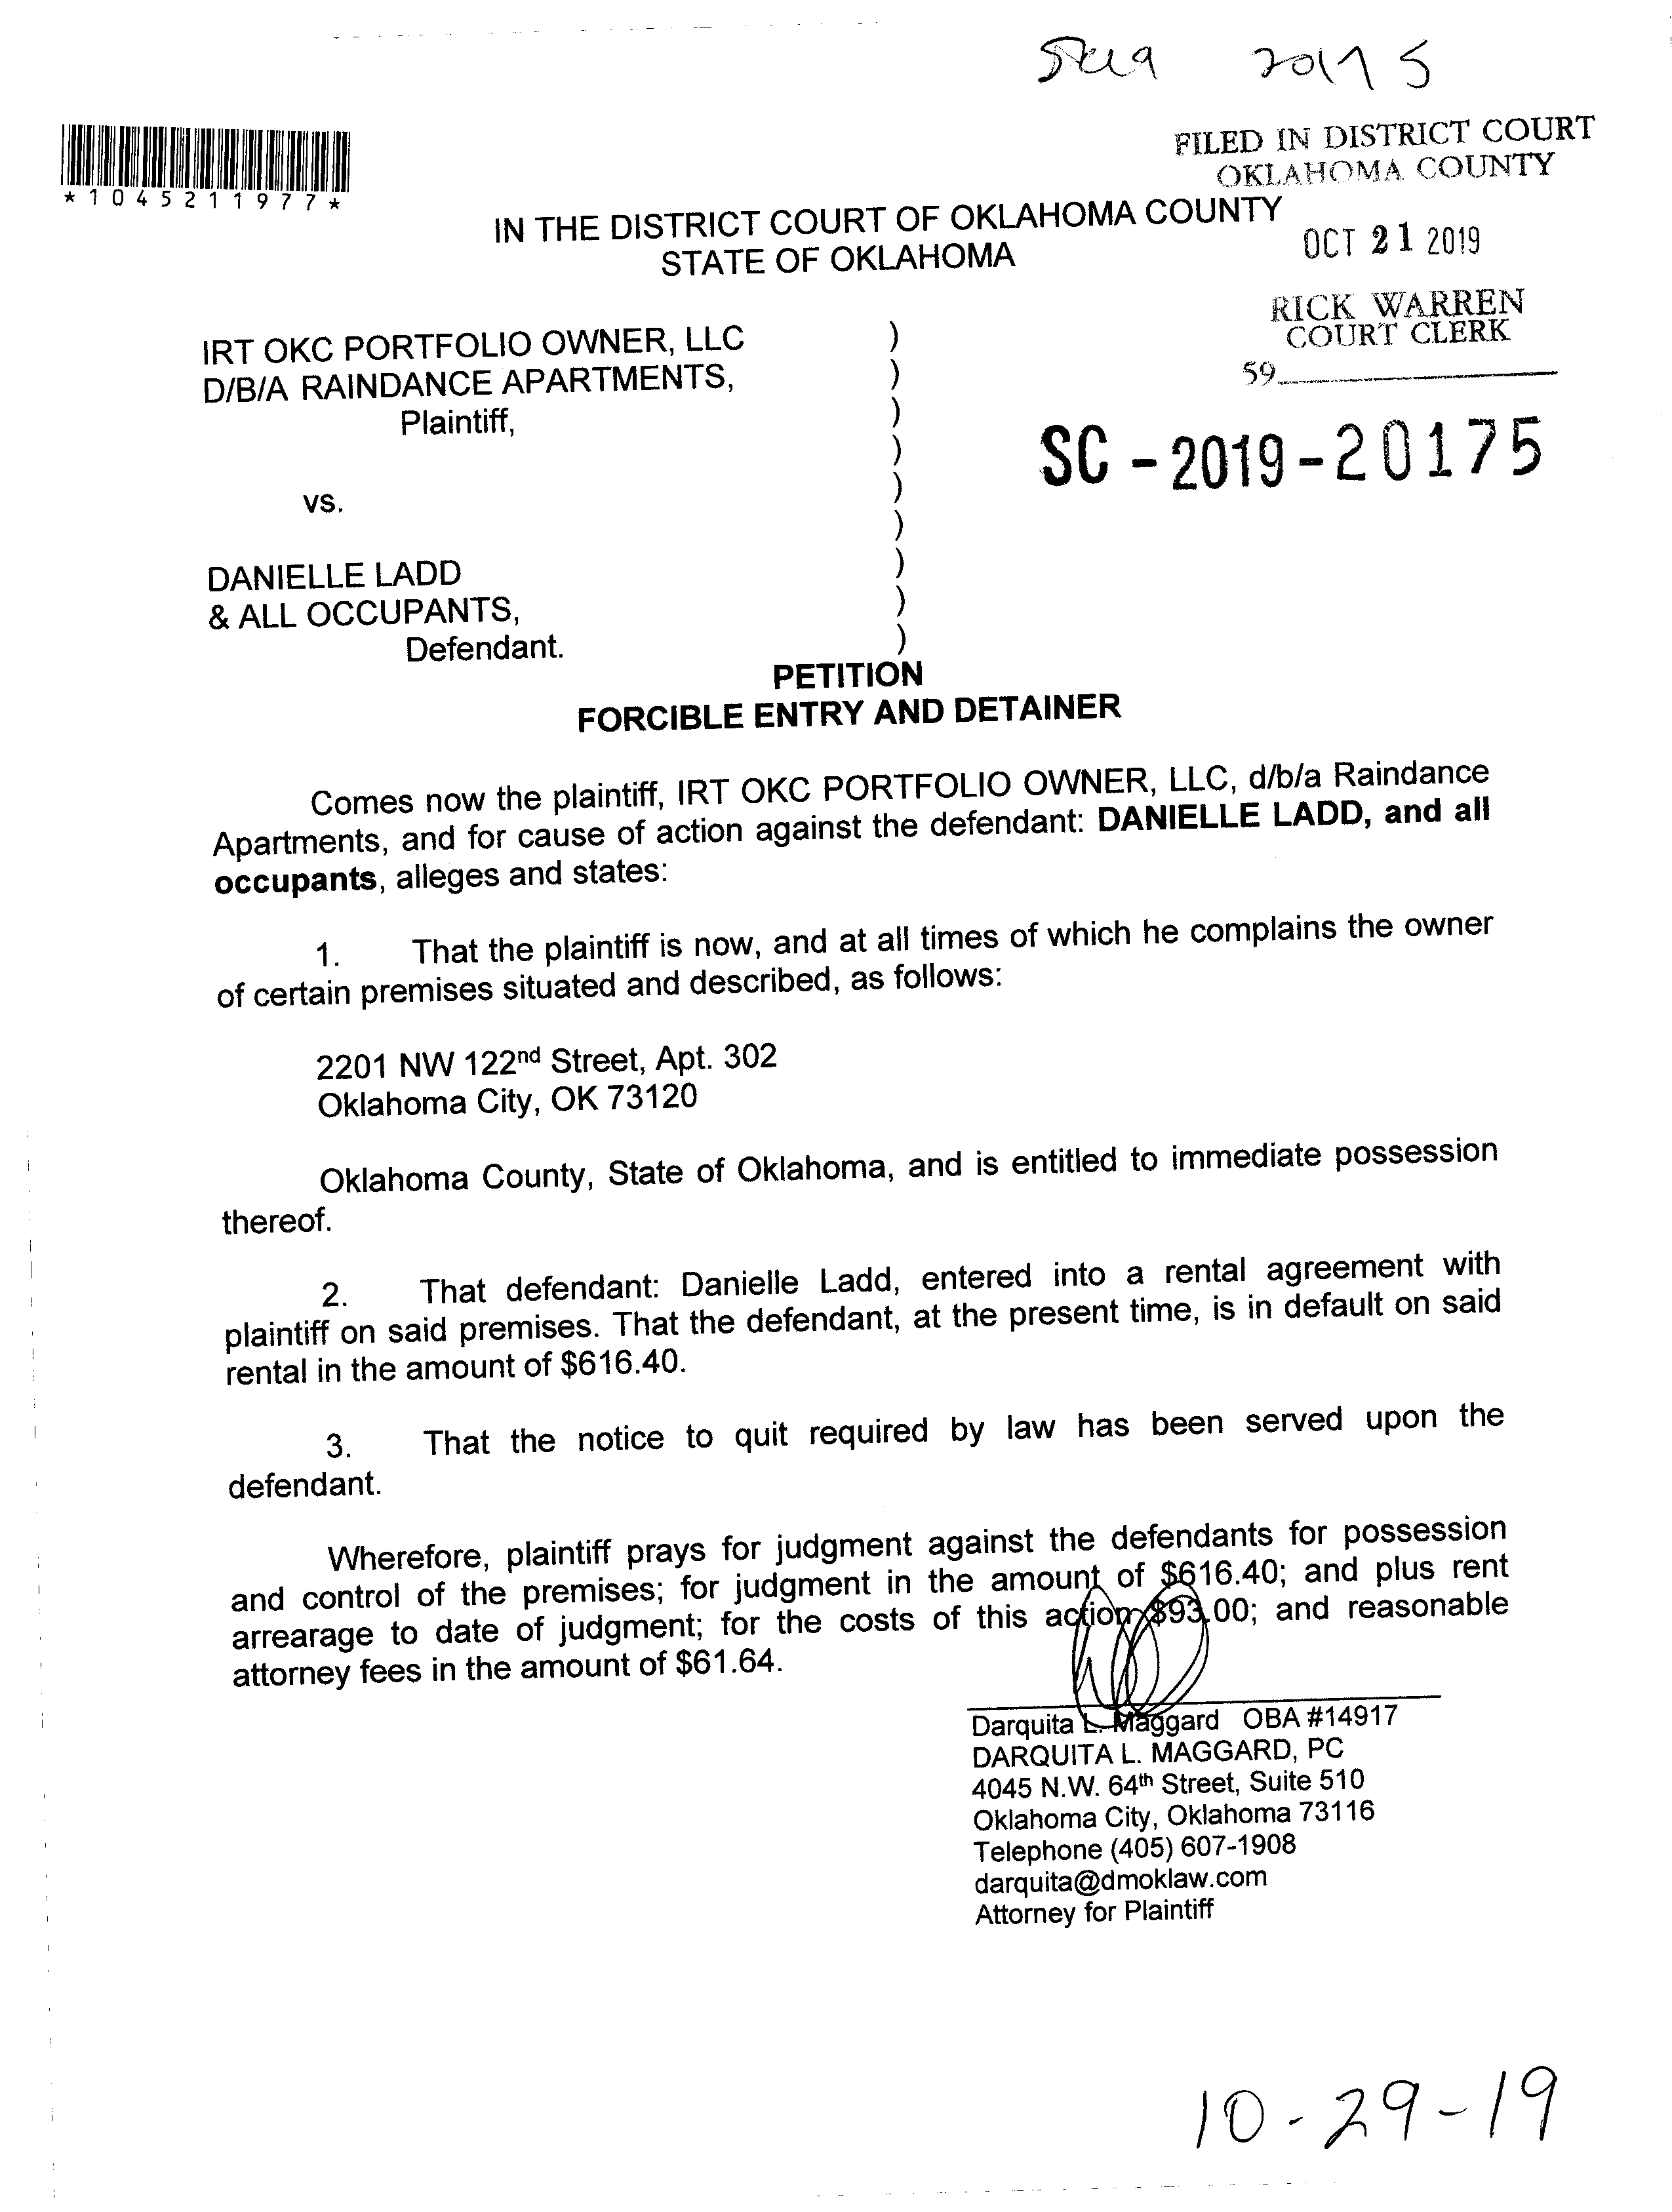 20175
FILED IN DISTRICT COURT
OKLAHOMA COUNTY
*1045211977*
IN THE DISTRICT COURT OF OKLAHOMA COUNTY
STATE OF OKLAHOMA
OCT 21 2019
RICK WARREN
COURT CLERK
59
IRT OKC PORTFOLIO OWNER, LLC )
D/B/A RAINDANCE APARTMENTS, )
Plaintiff, )
)
SC - 2019 - 20175
vs. )
)
DANIELLE LADD )
& ALL OCCUPANTS, )
Defendant. )
PETITION
FORCIBLE ENTRY AND DETAINER
Comes now the plaintiff, IRT OKC PORTFOLIO OWNER, LLC, d/b/a Raindance
Apartments, and for cause of action against the defendant: DANIELLE LADD, and all
occupants, alleges and states:
1. That the plaintiff is now, and at all times of which he complains the owner
of certain premises situated and described, as follows:
2201 NW 122nd Street, Apt. 302
Oklahoma City, OK 73120
Oklahoma County, State of Oklahoma, and is entitled to immediate possession
thereof.
2. That defendant: Danielle Ladd, entered into a rental agreement with
plaintiff on said premises. That the defendant, at the present time, is in default on said
rental in the amount of $616.40.
3. That the notice to quit required by law has been served upon the
defendant.
Wherefore, plaintiff prays for judgment against the defendants for possession
and control of the premises; for judgment in the amount of $616.40; and plus rent
arrearage to date of judgment; for the costs of this action $93.00; and reasonable
attorney fees in the amount of $61.64.
Darquita L. Maggard OBA #14917
DARQUITA L. MAGGARD, PC
4045 N.W. 64th Street, Suite 510
Oklahoma City, Oklahoma 73116
Telephone (405) 607-1908
darquita@dmoklaw.com
Attorney for Plaintiff
10-29-19